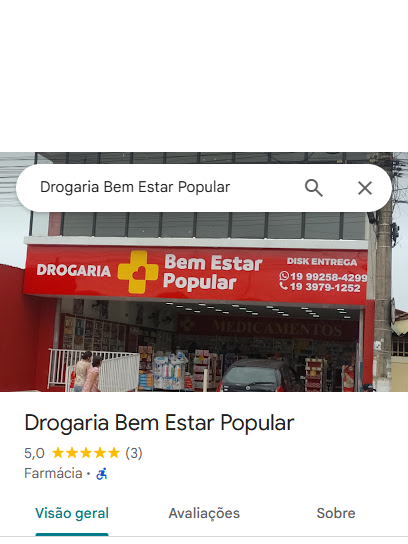 Drogaria Bem Estar Popular
DROGARIA
Bem Estar
Popular
DISK ENTREGA
19 99258-4299
19 3979-1252
MEDICAMENTOS
Drogaria Bem Estar Popular
5,0 ★★★★★ (3)
Farmácia ·
Visão geral
Avaliações
Sobre